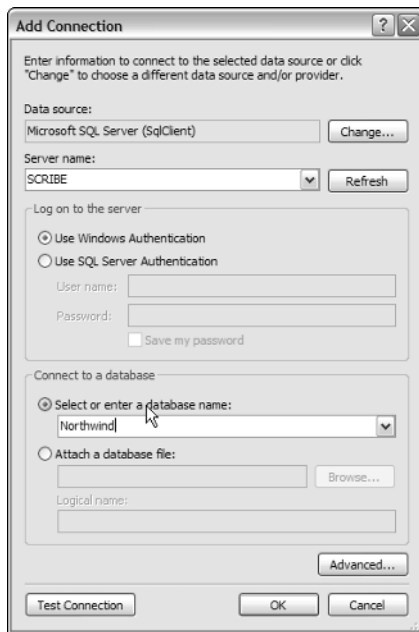 Add Connection
Enter information to connect to the selected data source or click
"Change" to choose a different data source and/or provider.
Data source:
Microsoft SQL Server (SqlClient)
Change...
Server name:
SCRIBE
Refresh
Log on to the server
Use Windows Authentication
Use SQL Server Authentication
User name:
Password:
Save my password
Connect to a database
Select or enter a database name:
Northwind
Attach a database file:
Browse...
Logical name:
Advanced...
Test Connection
OK
Cancel